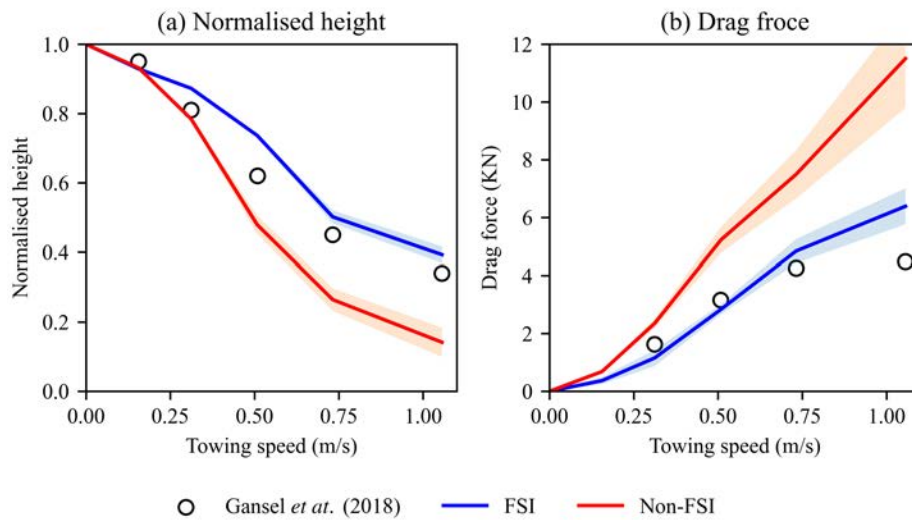 (a) Normalised height
(b) Drag froce
1.0
0.8
0.6
0.4
0.2
0.0
Normalised height
0.00
0.25
0.50
0.75
1.00
Towing speed (m/s)
12
10
8
6
4
2
0
Drag force (KN)
0.00
0.25
0.50
0.75
1.00
Towing speed (m/s)
Gansel et at. (2018)
FSI
Non-FSI